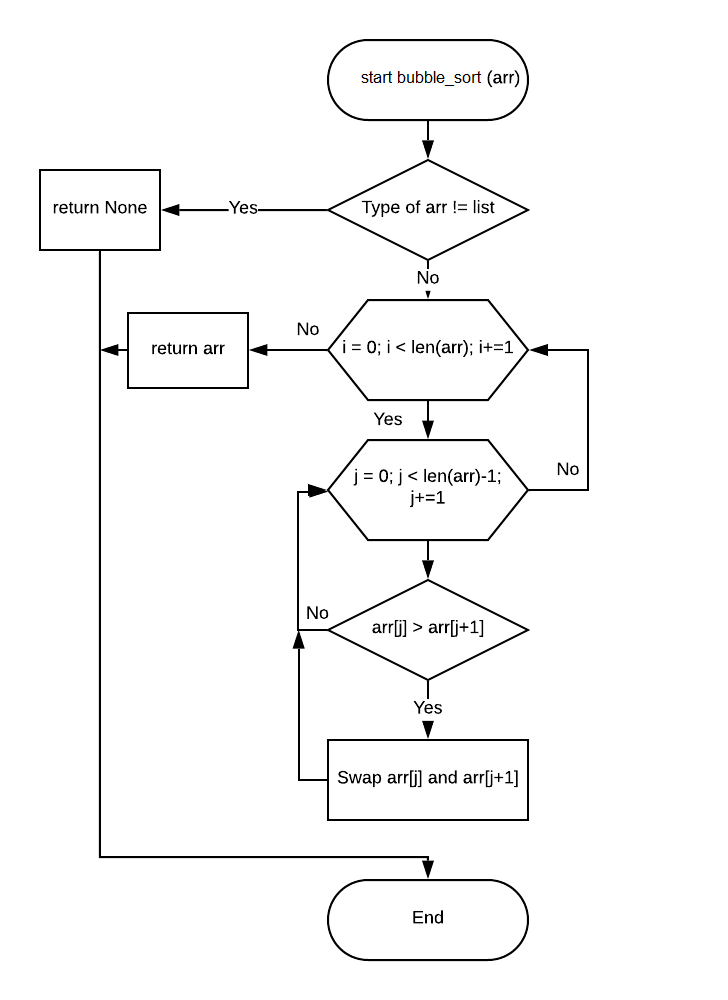 start bubble_sort (arr)
return None
Yes
Type of arr != list
No
No
return arr
i = 0; i < len(arr); i+=1
Yes
j = 0; j < len(arr)-1;
j+=1
No
No
arr[j] > arr[j+1]
Yes
Swap arr[j] and arr[j+1]
End